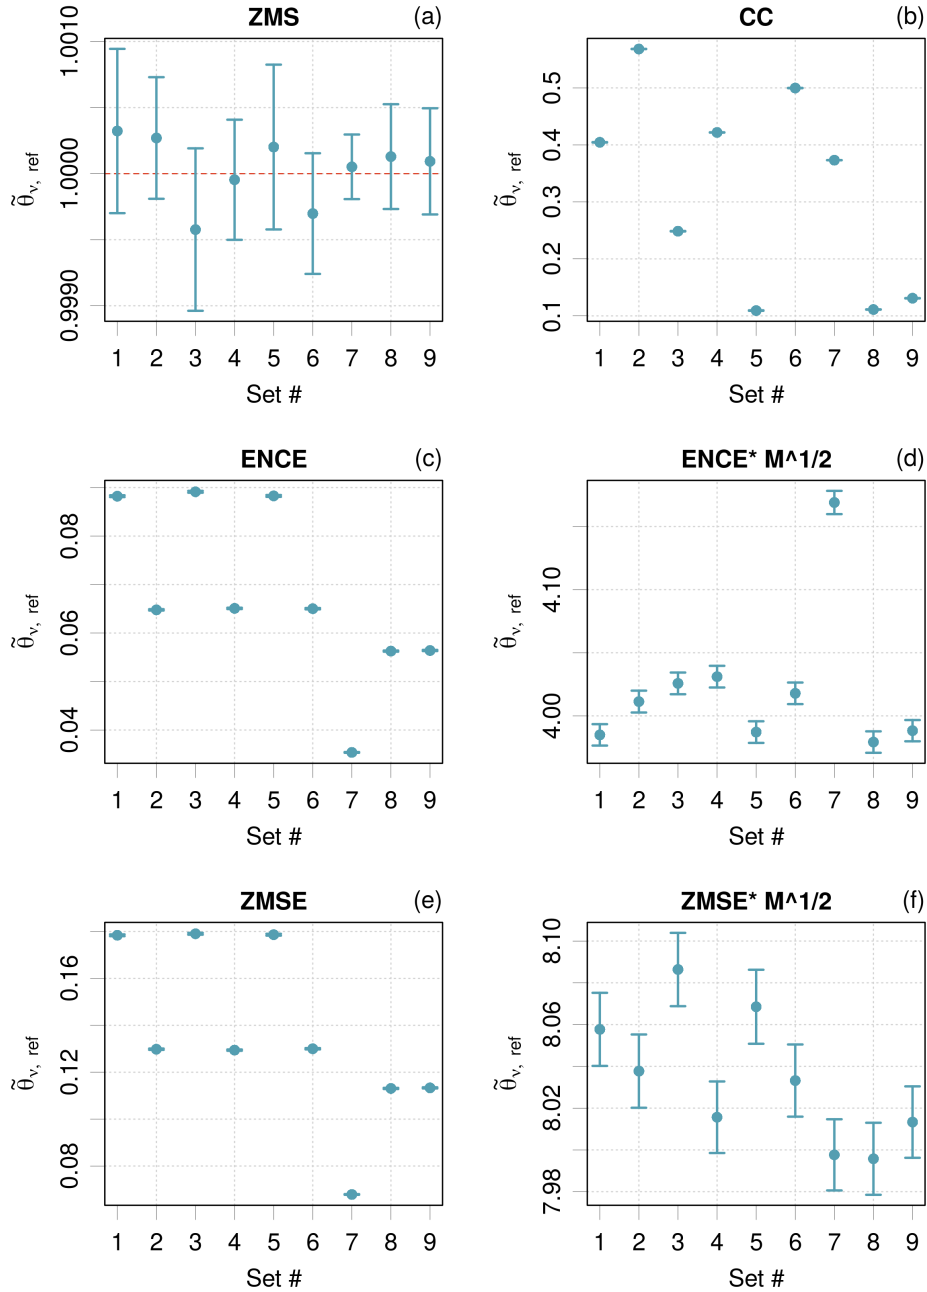 ZMS (a)
1.0010
1.0000
0.9990
θ̃ν, ref
1 2 3 4 5 6 7 8 9
Set #
CC (b)
0.5
0.4
0.3
0.2
0.1
θ̃ν, ref
1 2 3 4 5 6 7 8 9
Set #
ENCE (c)
0.08
0.06
0.04
θ̃ν, ref
1 2 3 4 5 6 7 8 9
Set #
ENCE* M^1/2 (d)
4.10
4.00
θ̃ν, ref
1 2 3 4 5 6 7 8 9
Set #
ZMSE (e)
0.16
0.12
0.08
θ̃ν, ref
1 2 3 4 5 6 7 8 9
Set #
ZMSE* M^1/2 (f)
8.10
8.06
8.02
7.98
θ̃ν, ref
1 2 3 4 5 6 7 8 9
Set #